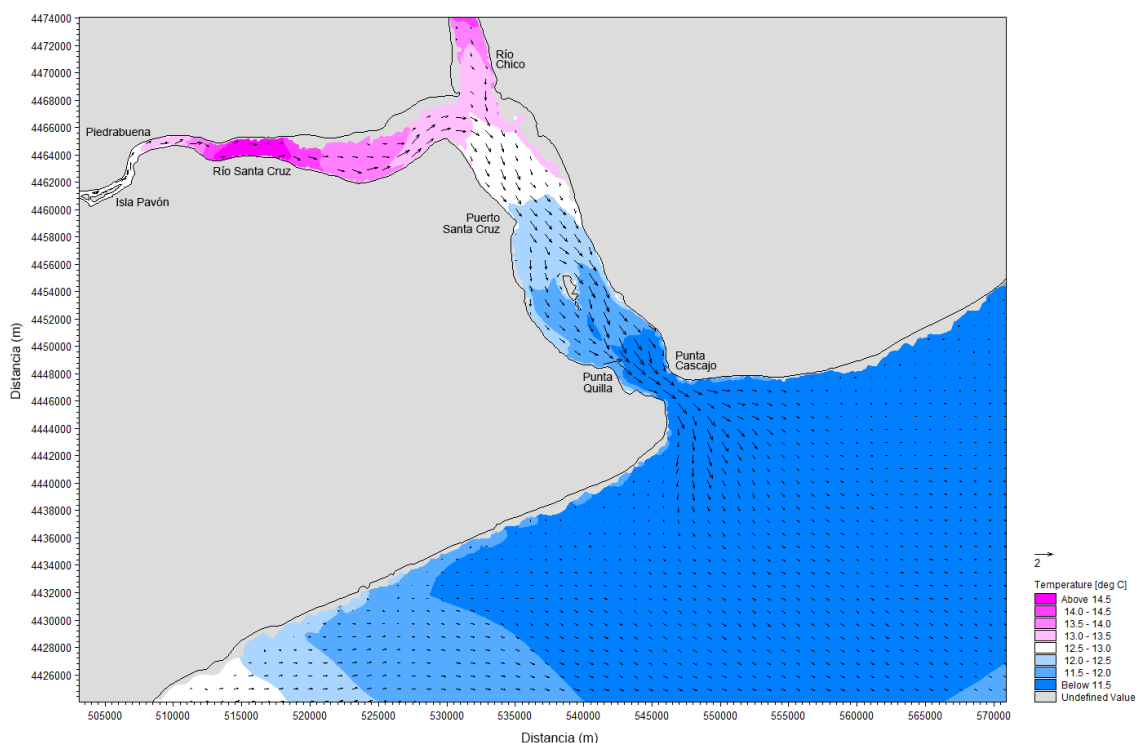 4474000
4472000
4470000
4468000
4466000
4464000
4462000
4460000
4458000
4456000
4454000
4452000
4450000
4448000
4446000
4444000
4442000
4440000
4438000
4436000
4434000
4432000
4430000
4428000
4426000
Distancia (m)
Río
Chico
Piedrabuena
Río Santa Cruz
Isla Pavón
Puerto
Santa Cruz
Punta
Cascajo
Punta
Quilla
505000 510000 515000 520000 525000 530000 535000 540000 545000 550000 555000 560000 565000 570000
Distancia (m)
2
Temperature [deg C]
Above 14.5
14.0 - 14.5
13.5 - 14.0
13.0 - 13.5
12.5 - 13.0
12.0 - 12.5
11.5 - 12.0
Below 11.5
Undefined Value